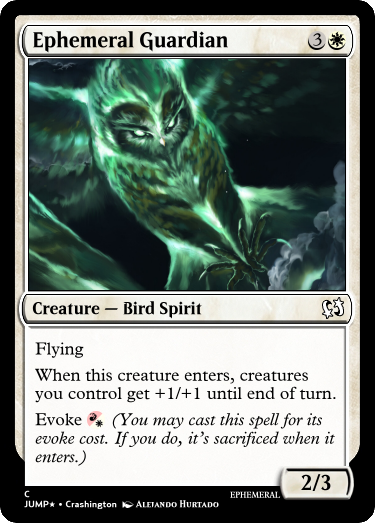 Ephemeral Guardian 3
Creature — Bird Spirit
Flying
When this creature enters, creatures
you control get +1/+1 until end of turn.
Evoke (You may cast this spell for its
evoke cost. If you do, it's sacrificed when it
enters.)
2/3
C
EPHEMERAL
JUMP★ • Crashington Alejando Hurtado